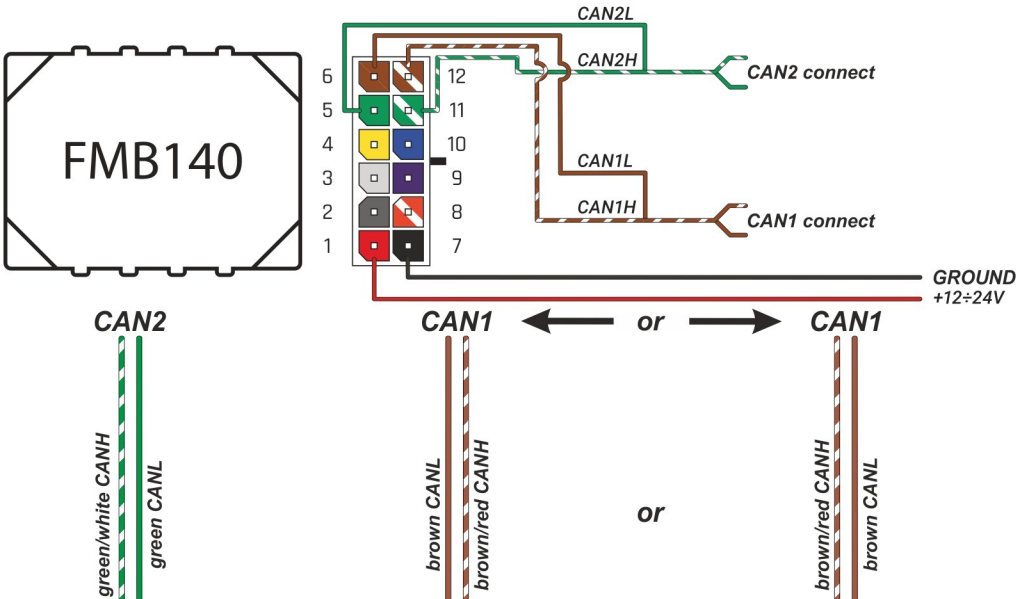 CAN2L
CAN2H
CAN2 connect
FMB140
6 12
5 11
4 10
3 9
2 8
1 7
CAN1L
CAN1H
CAN1 connect
GROUND
+12÷24V
CAN2
CAN1
or
CAN1
green/white CANH
green CANL
brown CANL
brown/red CANH
or
brown/red CANH
brown CANL